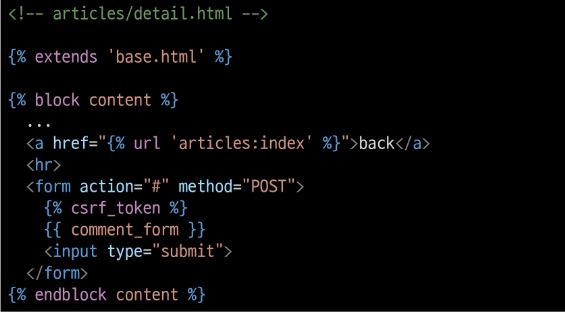 <!-- articles/detail.html -->
{% extends 'base.html' %}
{% block content %}
...
<a href="{% url 'articles:index' %}">back</a>
<hr>
<form action="#" method="POST">
{% csrf_token %}
{{ comment_form }}
<input type="submit">
</form>
{% endblock content %}